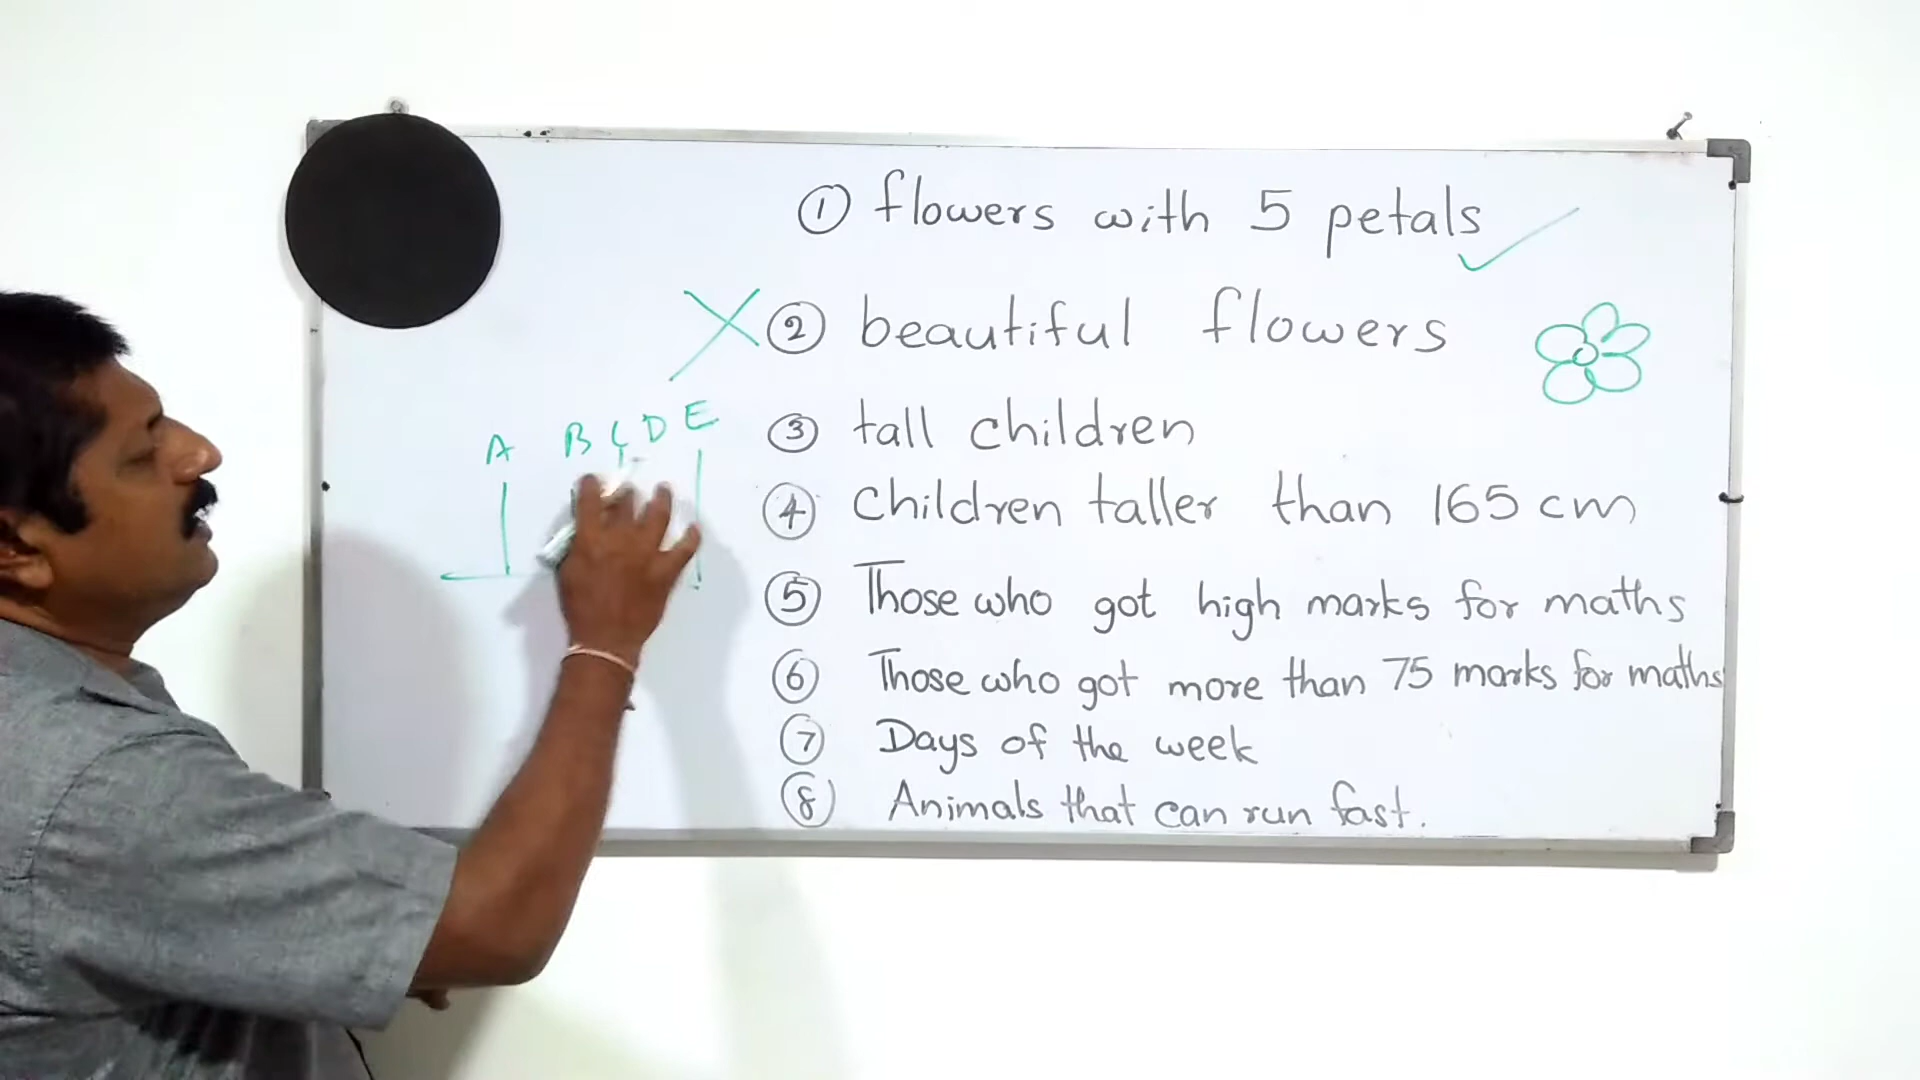 ① flowers with 5 petals
② beautiful flowers
A B C D E
③ tall children
④ Children taller than 165 cm
⑤ Those who got high marks for maths
⑥ Those who got more than 75 marks for maths
⑦ Days of the week
⑧ Animals that can run fast.